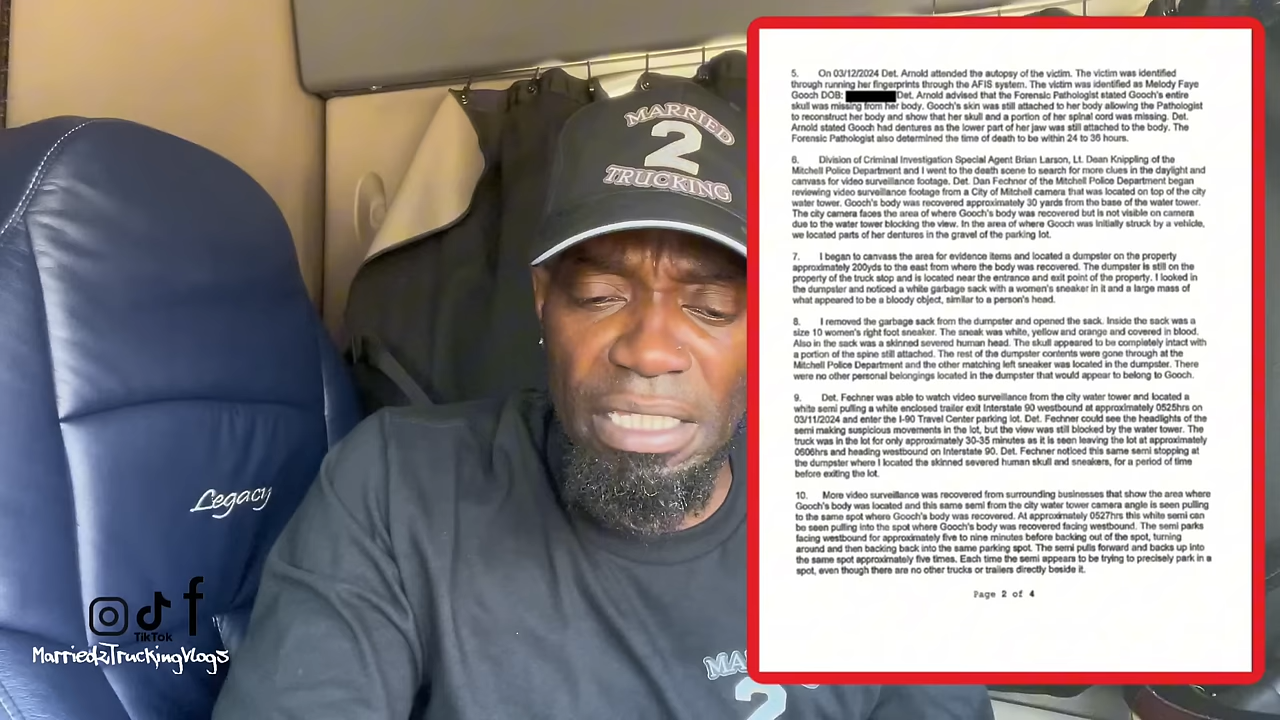 MARRIED
2
TRUCKING
Legacy
TikTok
Married2TruckingVlogs
MA
2
5. On 03/12/2024 Det. Arnold attended the autopsy of the victim. The victim was identified
through running her fingerprints through the AFIS system. The victim was identified as Melody Faye
Gooch DOB: Det. Arnold advised that the Forensic Pathologist stated Gooch's entire
skull was missing from her body. Gooch's skin was still attached to her body allowing the Pathologist
to reconstruct her body and show that her skull and a portion of her spinal cord was missing. Det.
Arnold stated Gooch had dentures as the lower part of her jaw was still attached to the body. The
Forensic Pathologist also determined the time of death to be within 24 to 36 hours.
6. Division of Criminal Investigation Special Agent Brian Larson, Lt. Dean Knippling of the
Mitchell Police Department and I went to the death scene to search for more clues in the daylight and
canvass for video surveillance footage. Det. Dan Fechner of the Mitchell Police Department began
reviewing video surveillance footage from a City of Mitchell camera that was located on top of the city
water tower. Gooch's body was recovered approximately 30 yards from the base of the water tower.
The city camera faces the area of where Gooch's body was recovered but is not visible on camera
due to the water tower blocking the view. In the area of where Gooch was initially struck by a vehicle,
we located parts of her dentures in the gravel of the parking lot.
7. I began to canvass the area for evidence items and located a dumpster on the property
approximately 200yds to the east from where the body was recovered. The dumpster is still on the
property of the truck stop and is located near the entrance and exit point of the property. I looked in
the dumpster and noticed a white garbage sack with a women's sneaker in it and a large mass of
what appeared to be a bloody object, similar to a person's head.
8. I removed the garbage sack from the dumpster and opened the sack. Inside the sack was a
size 10 women's right foot sneaker. The sneak was white, yellow and orange and covered in blood.
Also in the sack was a skinned severed human head. The skull appeared to be completely intact with
a portion of the spine still attached. The rest of the dumpster contents were gone through at the
Mitchell Police Department and the other matching left sneaker was located in the dumpster. There
were no other personal belongings located in the dumpster that would appear to belong to Gooch.
9. Det. Fechner was able to watch video surveillance from the city water tower and located a
white semi pulling a white enclosed trailer exit Interstate 90 westbound at approximately 0525hrs on
03/11/2024 and enter the I-90 Travel Center parking lot. Det. Fechner could see the headlights of the
semi making suspicious movements in the lot, but the view was still blocked by the water tower. The
truck was in the lot for only approximately 30-35 minutes as it is seen leaving the lot at approximately
0606hrs and heading westbound on Interstate 90. Det. Fechner noticed this same semi stopping at
the dumpster where I located the skinned severed human skull and sneakers, for a period of time
before exiting the lot.
10. More video surveillance was recovered from surrounding businesses that show the area where
Gooch's body was located and this same semi from the city water tower camera angle is seen pulling
to the same spot where Gooch's body was recovered. At approximately 0527hrs this white semi can
be seen pulling into the spot where Gooch's body was recovered facing westbound. The semi parks
facing westbound for approximately five to nine minutes before backing out of the spot, turning
around and then backing back into the same parking spot. The semi pulls forward and backs up into
the same spot approximately five times. Each time the semi appears to be trying to precisely park in a
spot, even though there are no other trucks or trailers directly beside it.
Page 2 of 4